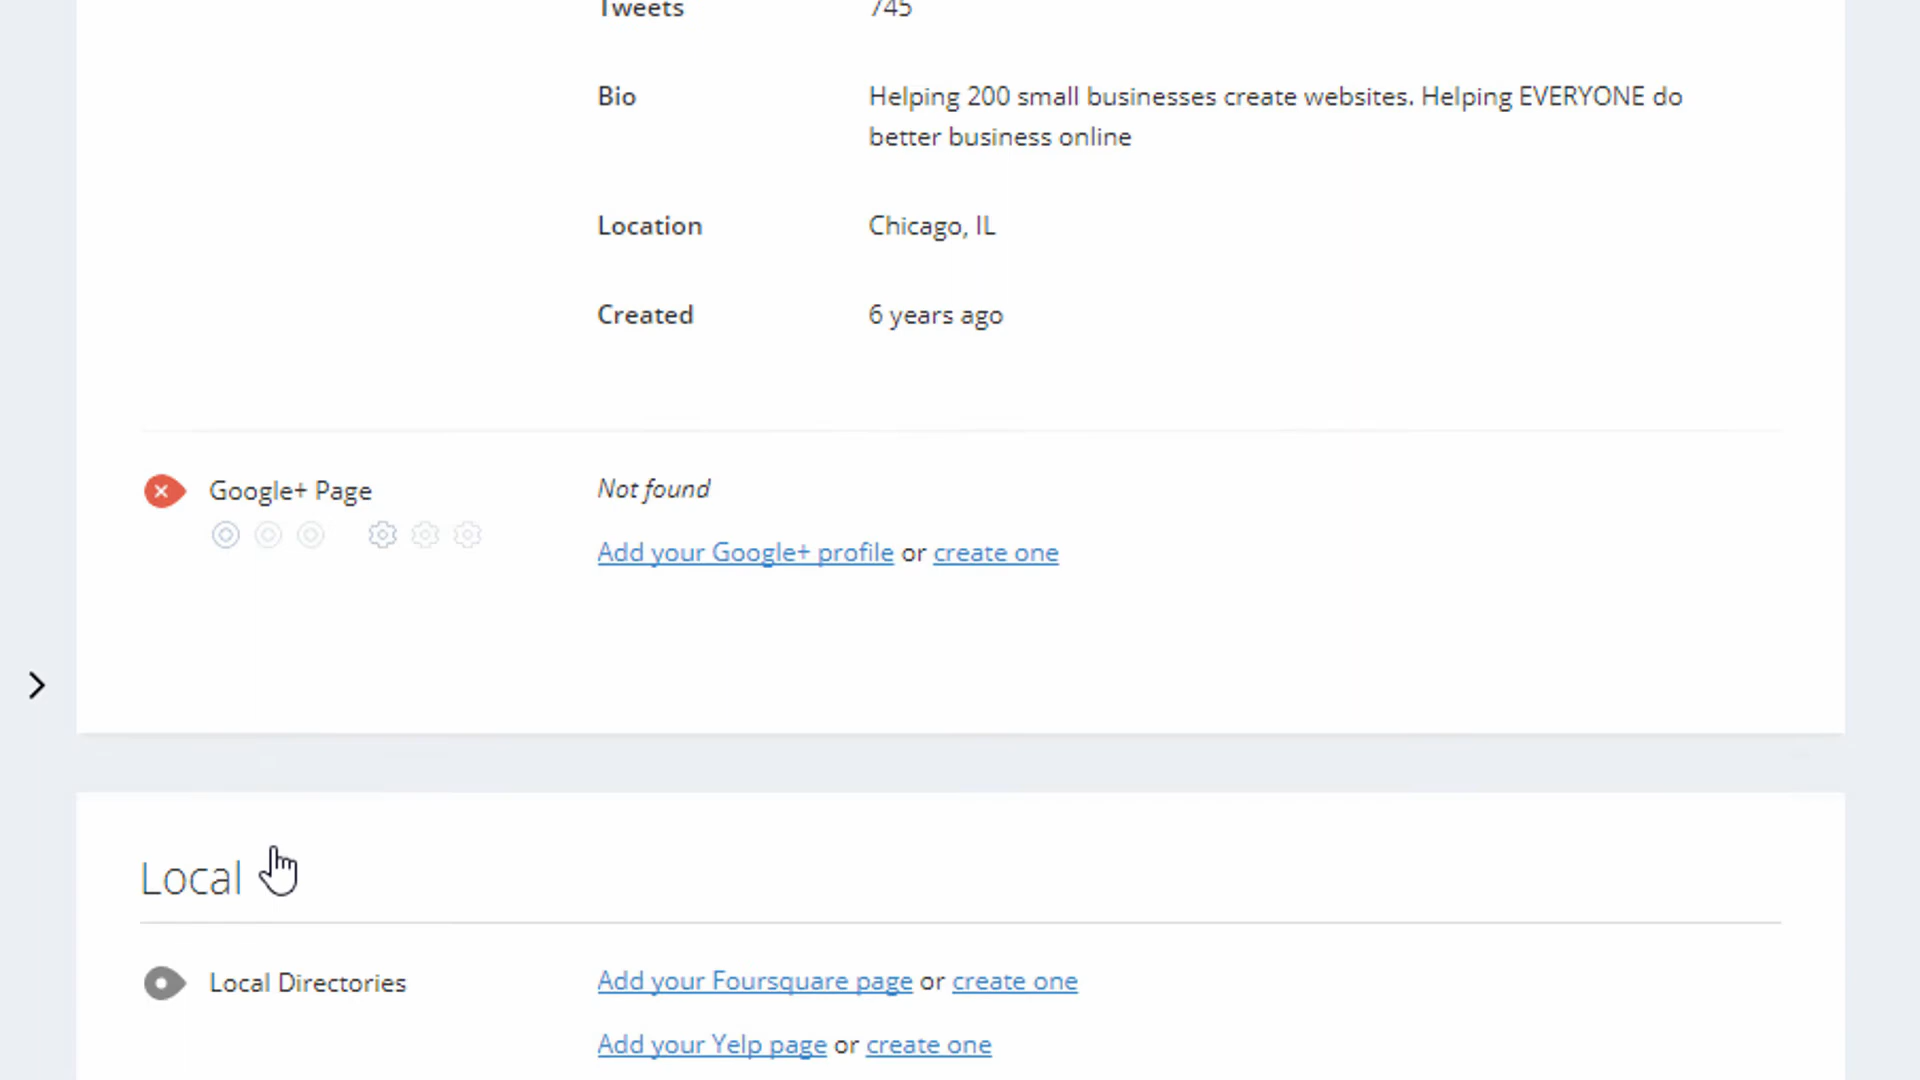 Tweets 745
Bio Helping 200 small businesses create websites. Helping EVERYONE do
better business online
Location Chicago, IL
Created 6 years ago
Google+ Page Not found
Add your Google+ profile or create one
Local
Local Directories Add your Foursquare page or create one
Add your Yelp page or create one